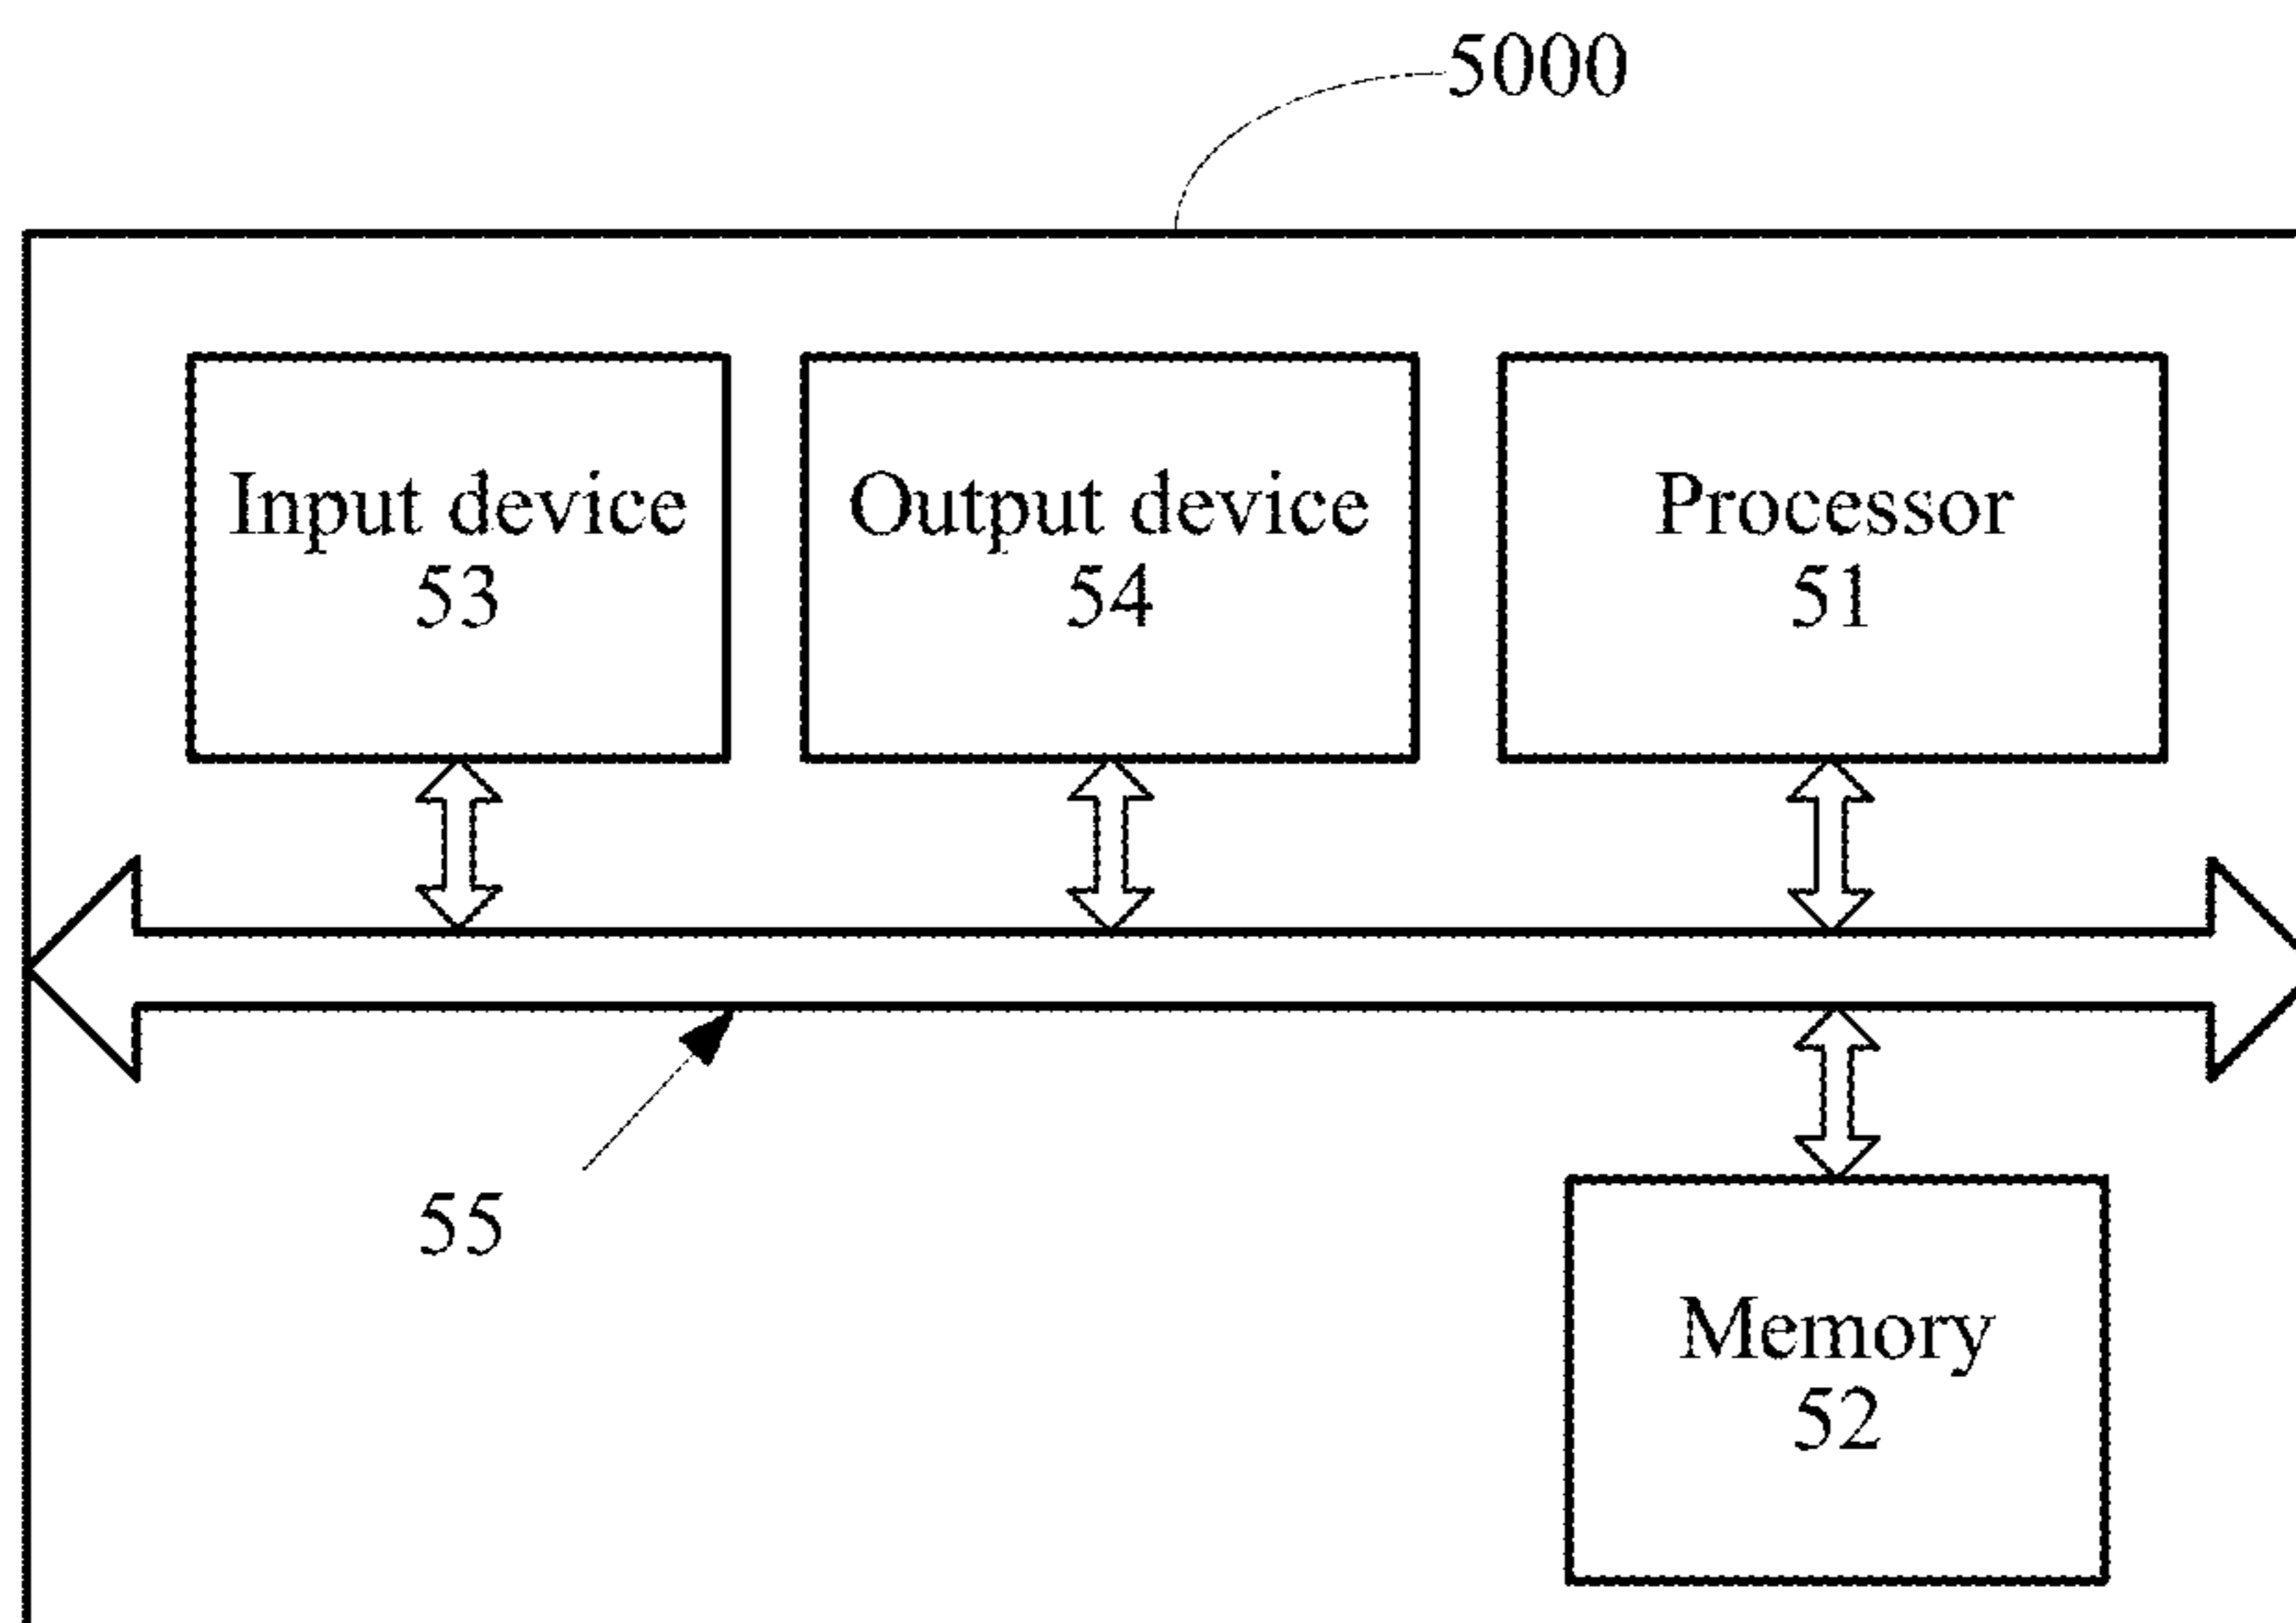 5000
Input device
53
Output device
54
Processor
51
55
Memory
52